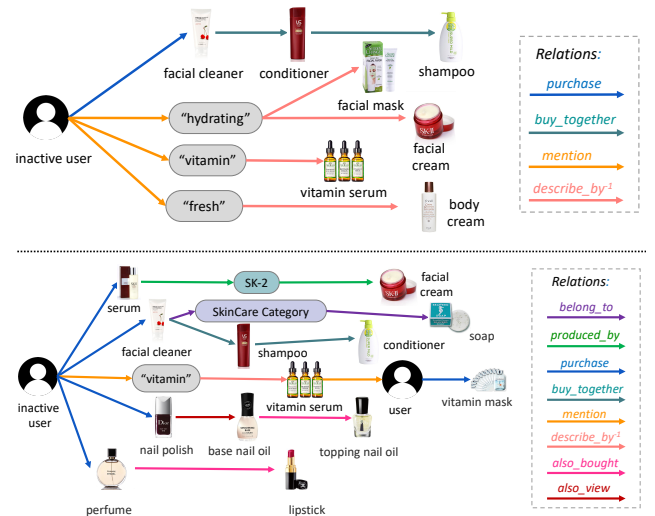 facial cleaner
conditioner
shampoo
Relations:
purchase
buy_together
mention
describe_by⁻¹
inactive user
“hydrating”
facial mask
SK-II
facial
cream
“vitamin”
vitamin serum
“fresh”
body
cream
serum
SK-2
facial
cream
SkinCare Category
soap
facial cleaner
shampoo
conditioner
inactive
user
“vitamin”
vitamin serum
user
vitamin mask
Dior
nail polish
base nail oil
topping nail oil
perfume
lipstick
Relations:
belong_to
produced_by
purchase
buy_together
mention
describe_by⁻¹
also_bought
also_view